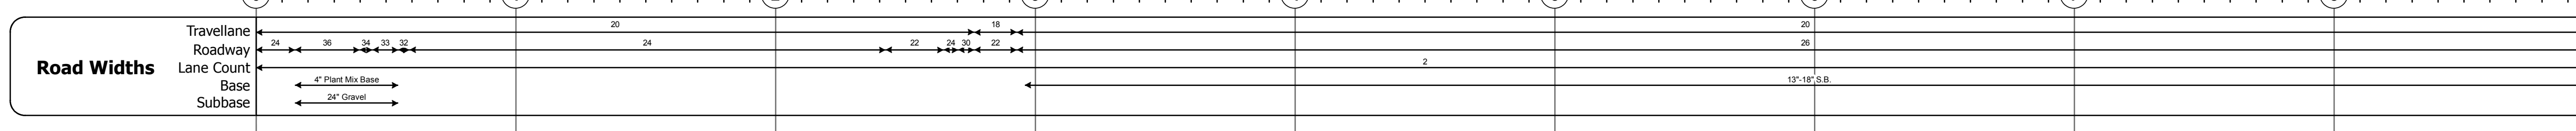 Road Widths
Travellane 20 18 20
Roadway 24 36 34 33 32 24 22 24 30 22 26
Lane Count 2
Base 4" Plant Mix Base 13"-18" S.B.
Subbase 24" Gravel